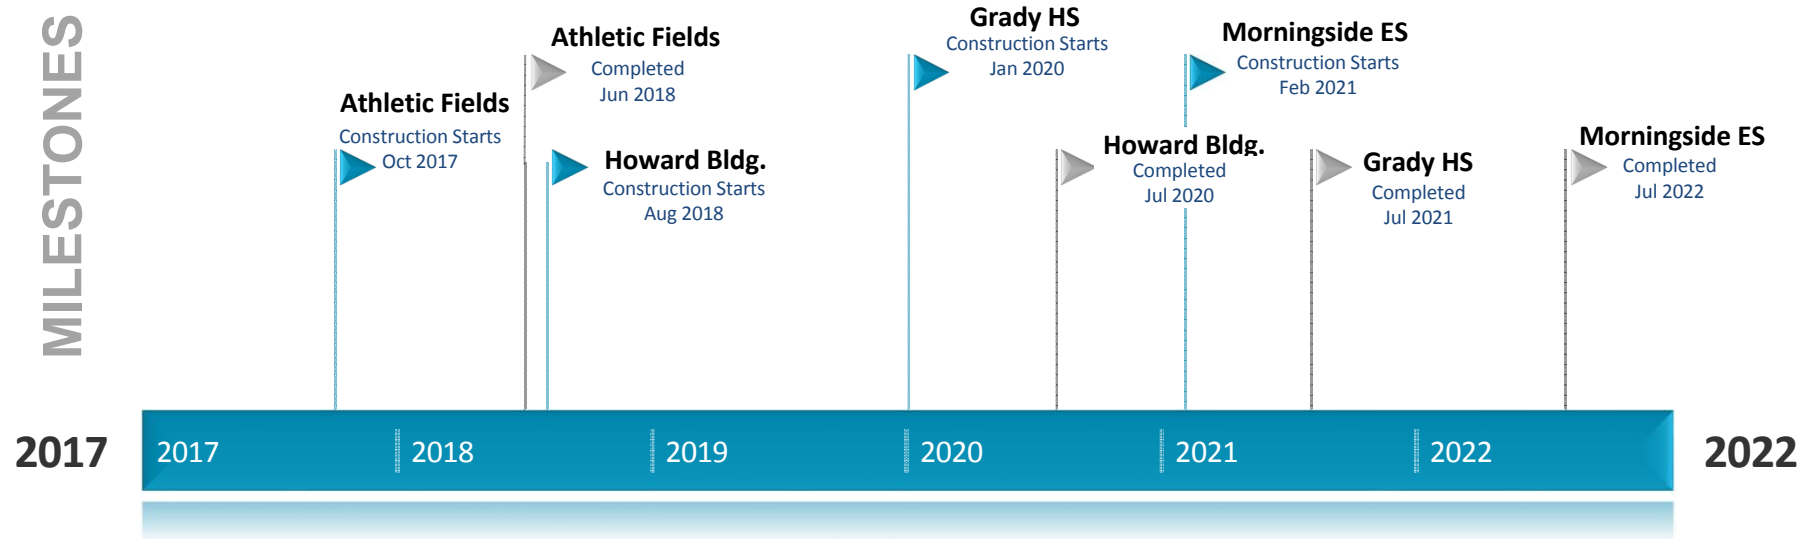 MILESTONES
Athletic Fields
Construction Starts
Oct 2017
Athletic Fields
Completed
Jun 2018
Howard Bldg.
Construction Starts
Aug 2018
Grady HS
Construction Starts
Jan 2020
Howard Bldg.
Completed
Jul 2020
Morningside ES
Construction Starts
Feb 2021
Grady HS
Completed
Jul 2021
Morningside ES
Completed
Jul 2022
2017
2017
2018
2019
2020
2021
2022
2022